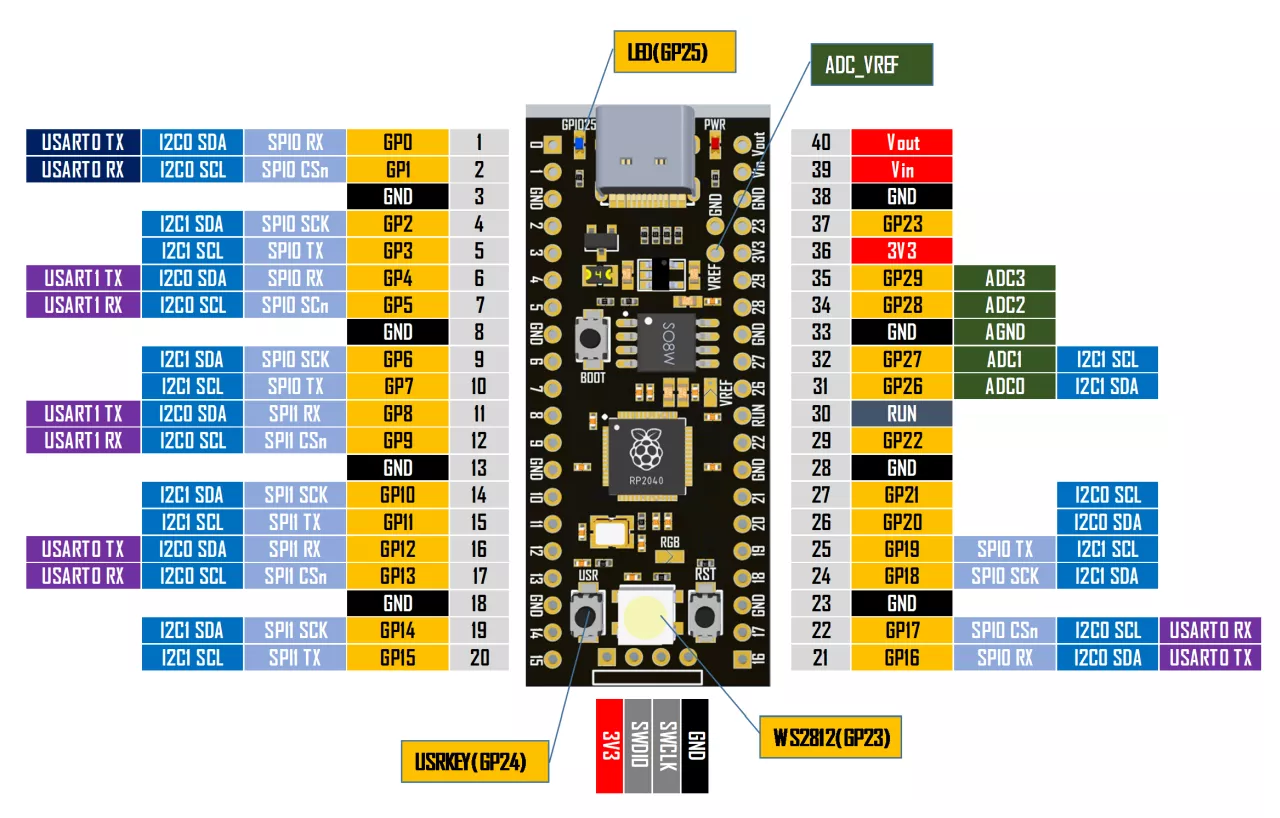 LED(GP25)
ADC_VREF
USART0 TX I2C0 SDA SPI0 RX GP0 1
USART0 RX I2C0 SCL SPI0 CSn GP1 2
GND 3
I2C1 SDA SPI0 SCK GP2 4
I2C1 SCL SPI0 TX GP3 5
USART1 TX I2C0 SDA SPI0 RX GP4 6
USART1 RX I2C0 SCL SPI0 SCn GP5 7
GND 8
I2C1 SDA SPI0 SCK GP6 9
I2C1 SCL SPI0 TX GP7 10
USART1 TX I2C0 SDA SPI1 RX GP8 11
USART1 RX I2C0 SCL SPI1 CSn GP9 12
GND 13
I2C1 SDA SPI1 SCK GP10 14
I2C1 SCL SPI1 TX GP11 15
USART0 TX I2C0 SDA SPI1 RX GP12 16
USART0 RX I2C0 SCL SPI1 CSn GP13 17
GND 18
I2C1 SDA SPI1 SCK GP14 19
I2C1 SCL SPI1 TX GP15 20
GPIO25 PWR
0
1
GND
2
3
4
5
GND
6
7
8
9
GND
10
11
12
13
GND
14
15
GND
VREF
4
SO8W
BOOT
VREF
RP2040
RGB
USR RST
Vout
Vin
GND
23
3V3
29
28
GND
27
26
RUN
22
GND
21
20
19
18
GND
17
16
40 Vout
39 Vin
38 GND
37 GP23
36 3V3
35 GP29 ADC3
34 GP28 ADC2
33 GND AGND
32 GP27 ADC1 I2C1 SCL
31 GP26 ADC0 I2C1 SDA
30 RUN
29 GP22
28 GND
27 GP21 I2C0 SCL
26 GP20 I2C0 SDA
25 GP19 SPI0 TX I2C1 SCL
24 GP18 SPI0 SCK I2C1 SDA
23 GND
22 GP17 SPI0 CSn I2C0 SCL USART0 RX
21 GP16 SPI0 RX I2C0 SDA USART0 TX
3V3
SWDIO
SWCLK
GND
USRKEY(GP24)
WS2812(GP23)